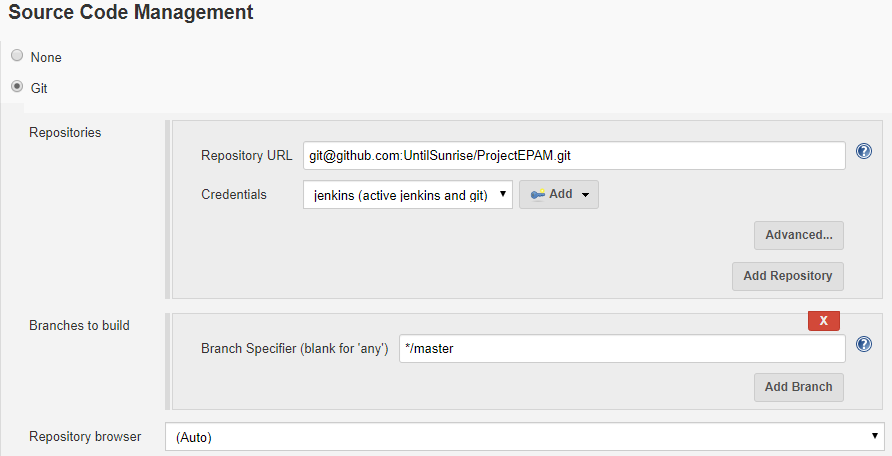 Source Code Management
None
Git
Repositories
Repository URL git@github.com:UntilSunrise/ProjectEPAM.git
Credentials jenkins (active jenkins and git) Add
Advanced...
Add Repository
Branches to build
X
Branch Specifier (blank for 'any') */master
Add Branch
Repository browser (Auto)